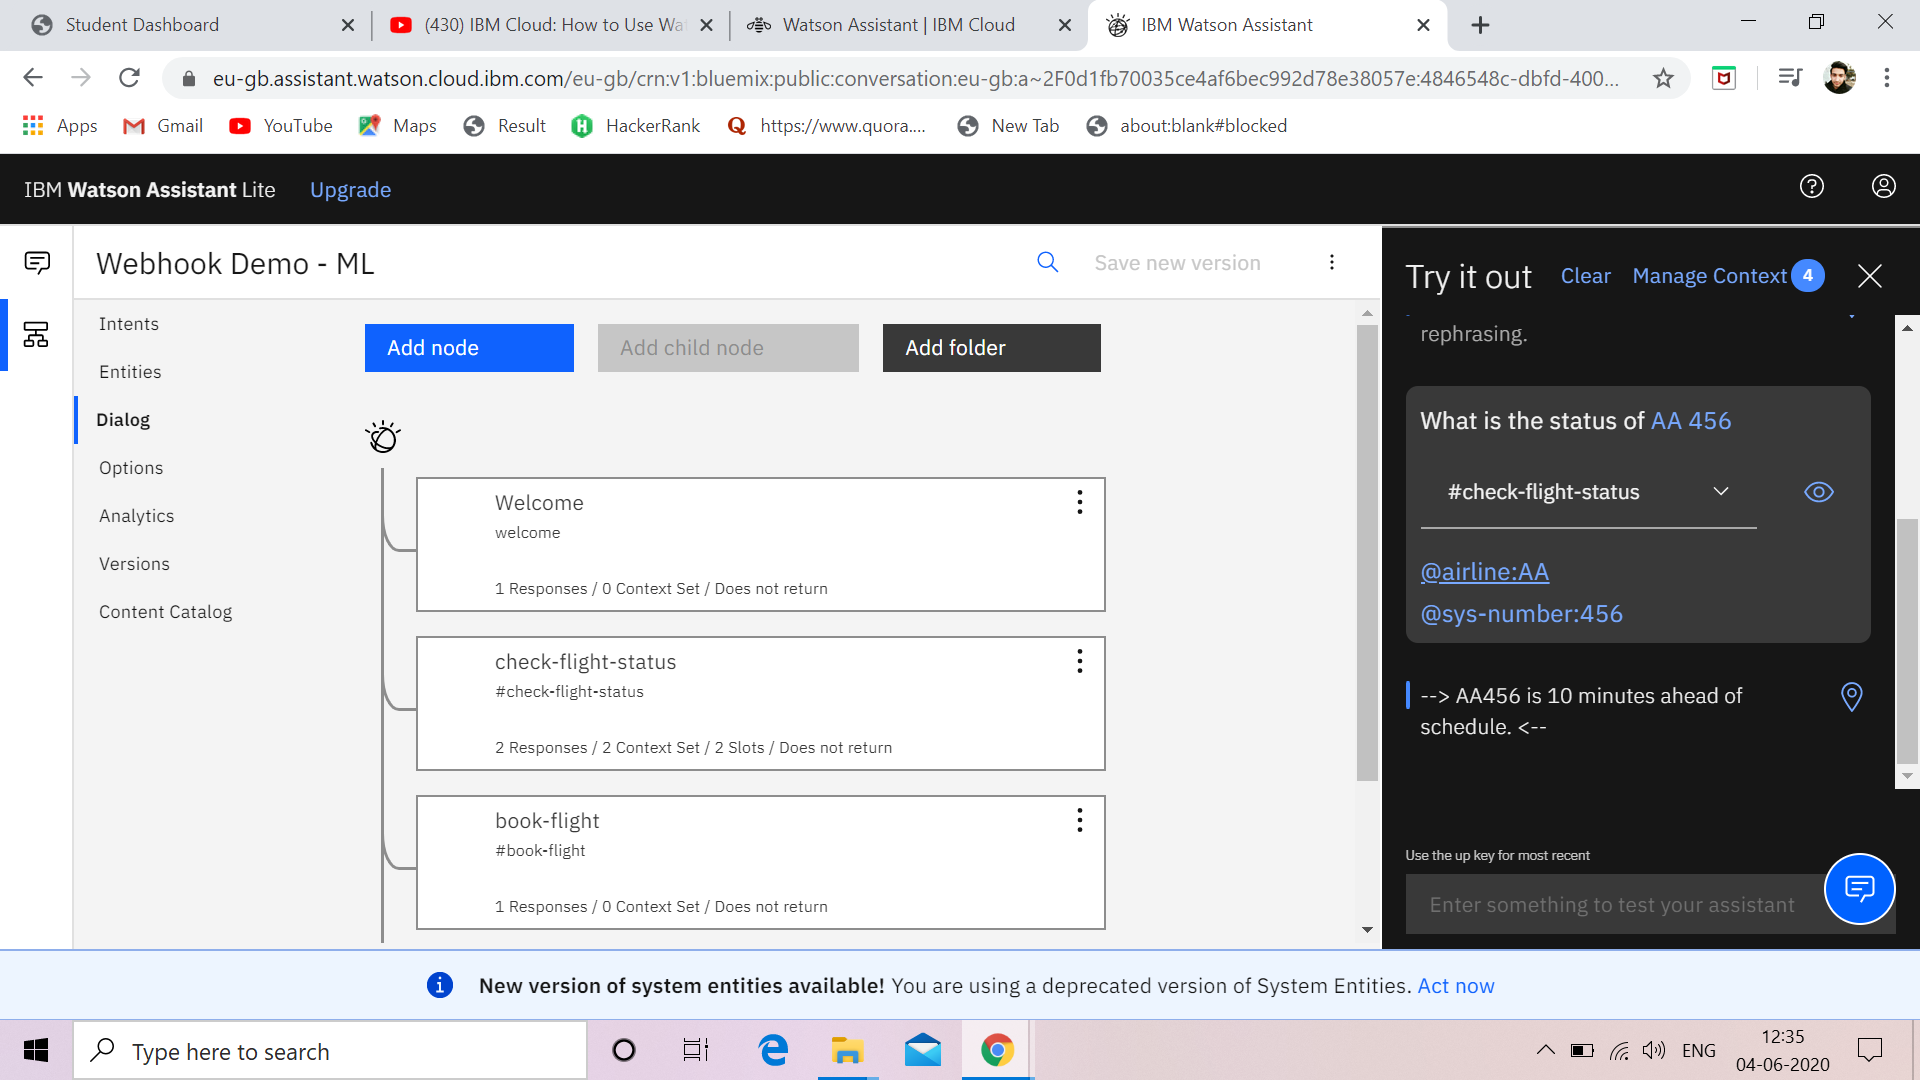 Student Dashboard
(430) IBM Cloud: How to Use Wa
Watson Assistant | IBM Cloud
IBM Watson Assistant
eu-gb.assistant.watson.cloud.ibm.com/eu-gb/crn:v1:bluemix:public:conversation:eu-gb:a~2F0d1fb70035ce4af6bec992d78e38057e:4846548c-dbfd-400...
Apps
Gmail
YouTube
Maps
Result
HackerRank
https://www.quora....
New Tab
about:blank#blocked
IBM Watson Assistant Lite
Upgrade
Webhook Demo - ML
Save new version
Intents
Entities
Dialog
Options
Analytics
Versions
Content Catalog
Add node
Add child node
Add folder
Welcome
welcome
1 Responses / 0 Context Set / Does not return
check-flight-status
#check-flight-status
2 Responses / 2 Context Set / 2 Slots / Does not return
book-flight
#book-flight
1 Responses / 0 Context Set / Does not return
Try it out
Clear
Manage Context 4
rephrasing.
What is the status of AA 456
#check-flight-status
@airline:AA
@sys-number:456
--> AA456 is 10 minutes ahead of
schedule. <--
Use the up key for most recent
Enter something to test your assistant
New version of system entities available! You are using a deprecated version of System Entities. Act now
Type here to search
ENG
12:35
04-06-2020